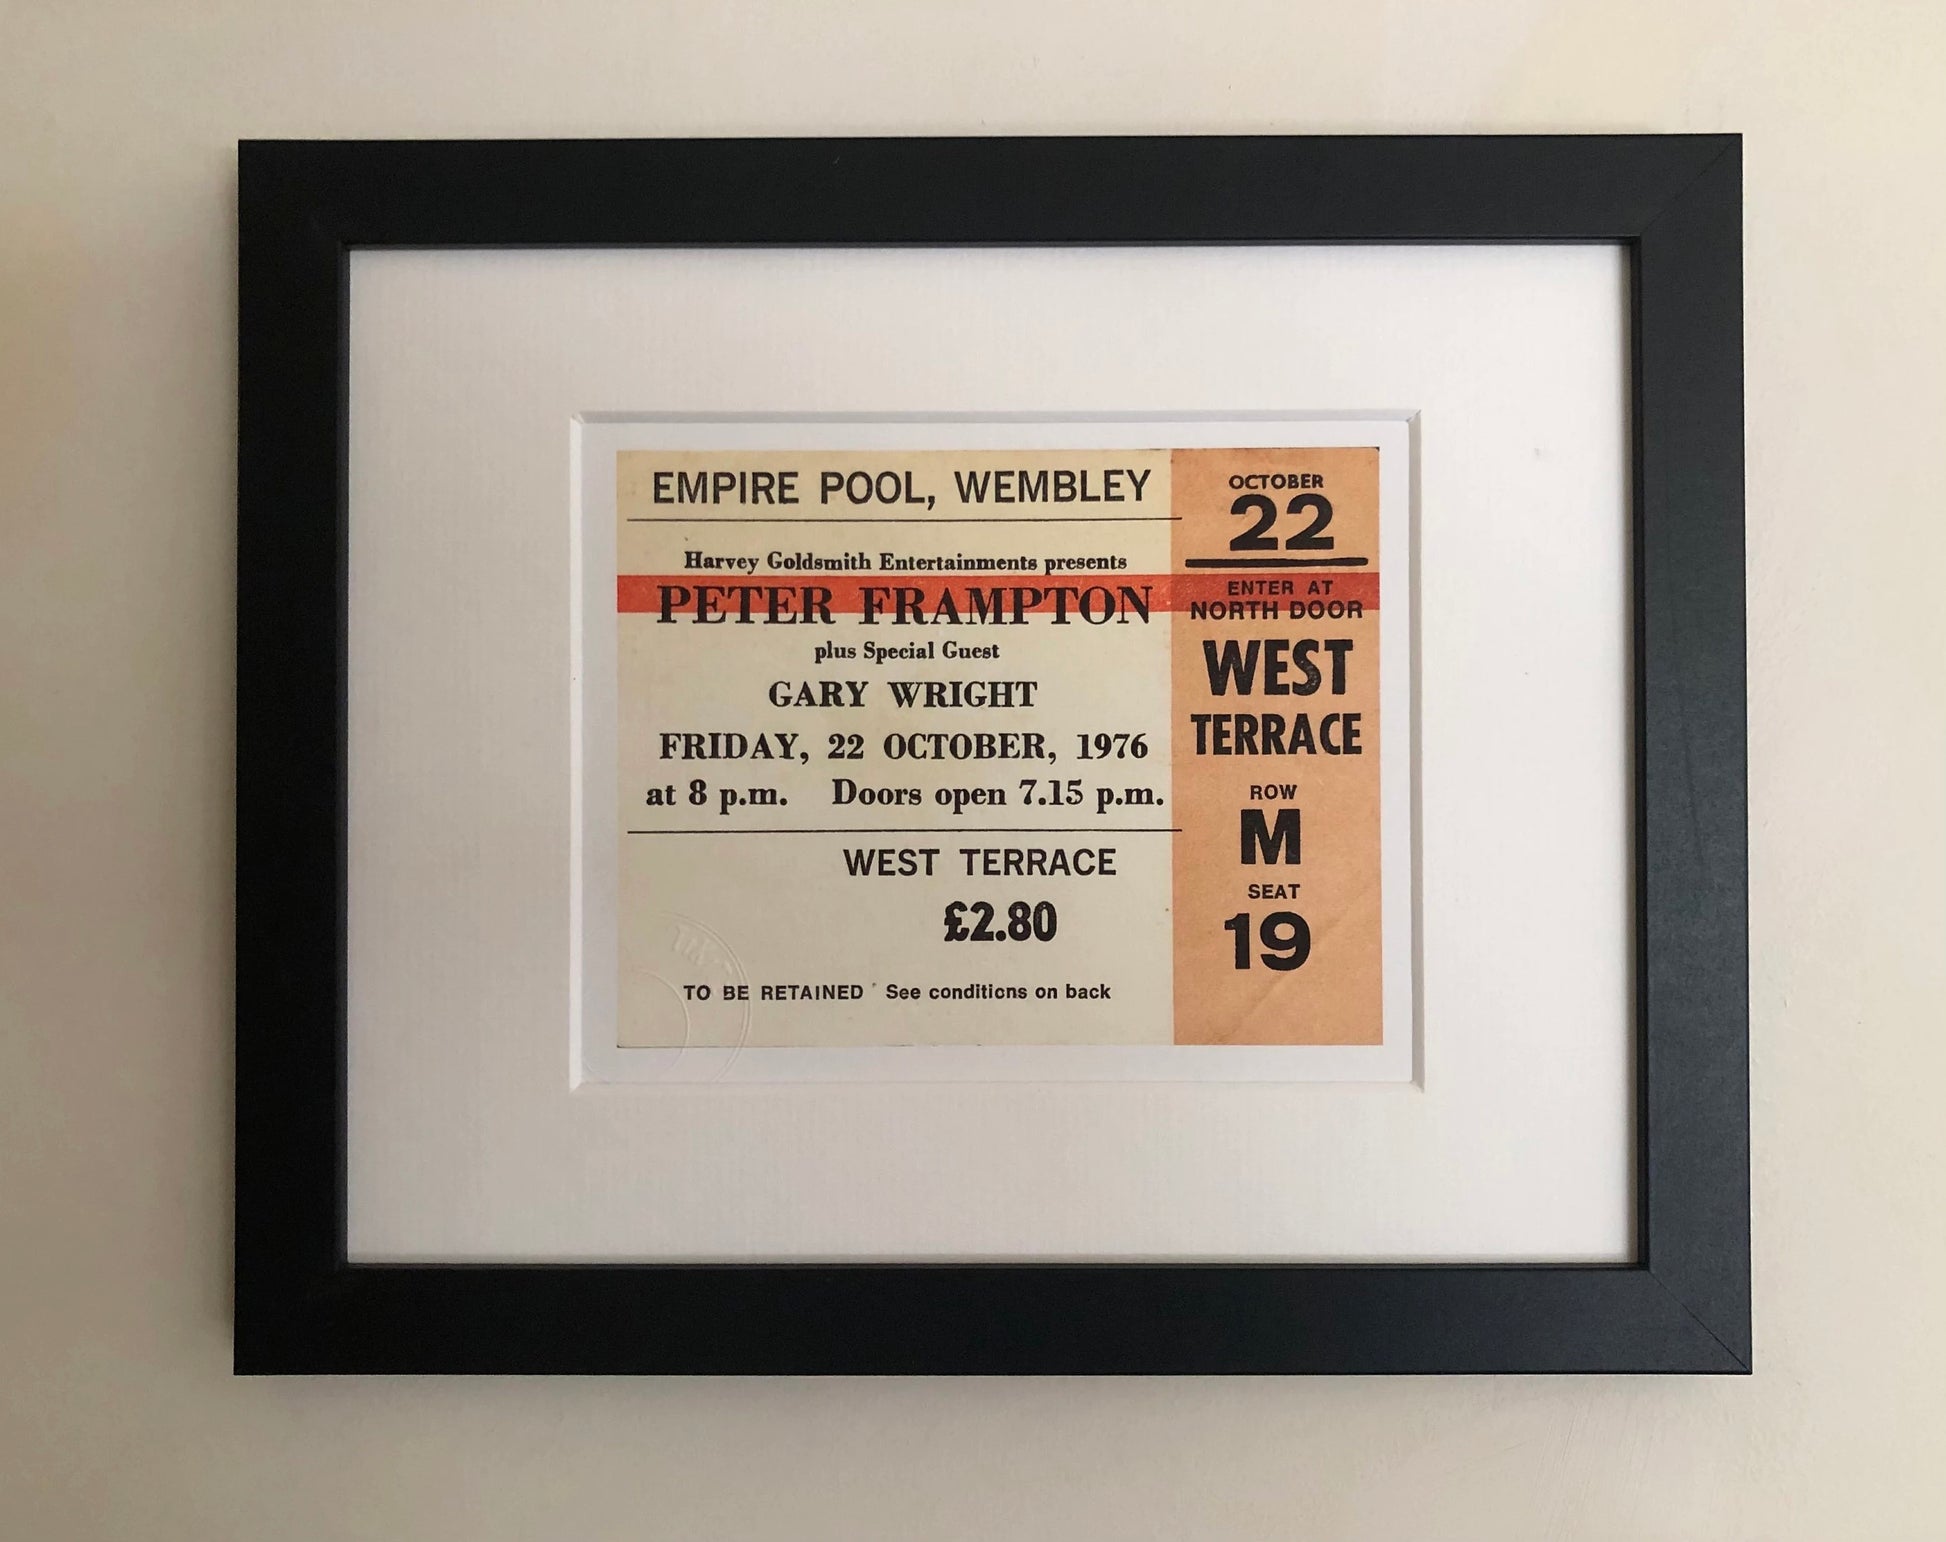 EMPIRE POOL, WEMBLEY
Harvey Goldsmith Entertainments presents
PETER FRAMPTON
plus Special Guest
GARY WRIGHT
FRIDAY, 22 OCTOBER, 1976
at 8 p.m. Doors open 7.15 p.m.
WEST TERRACE
£2.80
TO BE RETAINED See conditions on back
OCTOBER
22
ENTER AT
NORTH DOOR
WEST
TERRACE
ROW
M
SEAT
19